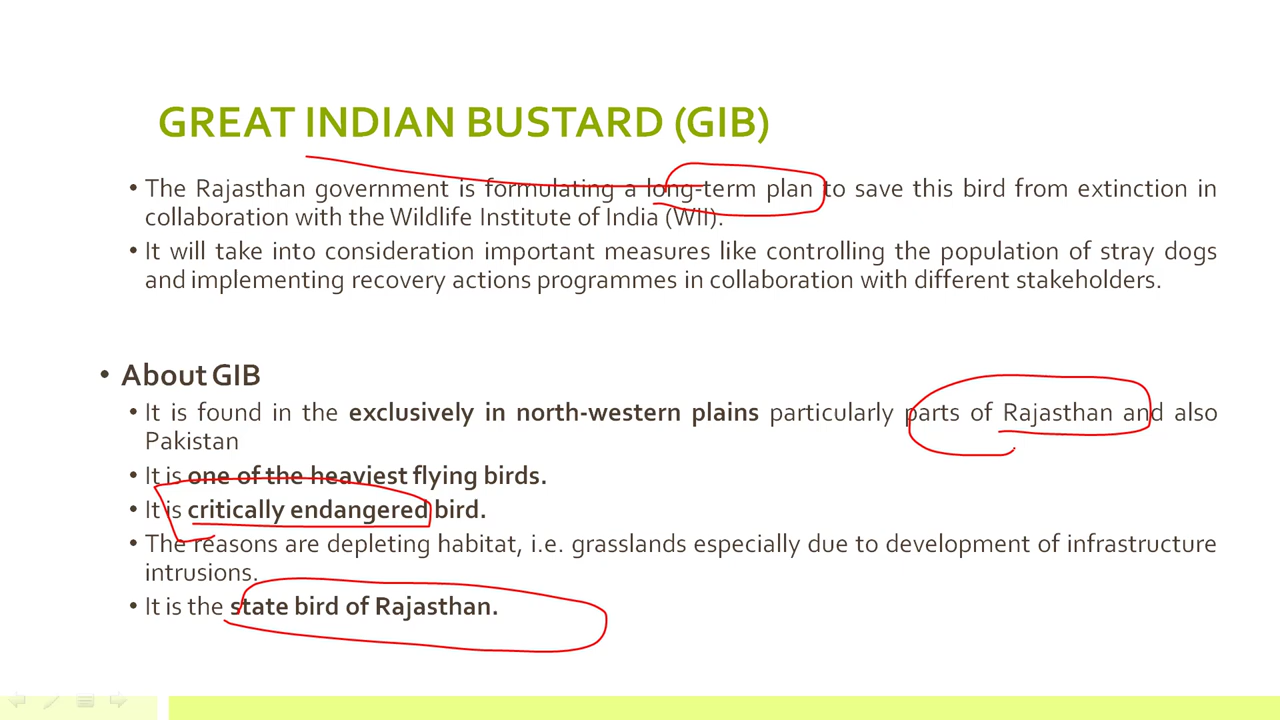 GREAT INDIAN BUSTARD (GIB)
• The Rajasthan government is formulating a long-term plan to save this bird from extinction in
collaboration with the Wildlife Institute of India (WII).
• It will take into consideration important measures like controlling the population of stray dogs
and implementing recovery actions programmes in collaboration with different stakeholders.
• About GIB
• It is found in the exclusively in north-western plains particularly parts of Rajasthan and also
Pakistan
• It is one of the heaviest flying birds.
• It is critically endangered bird.
• The reasons are depleting habitat, i.e. grasslands especially due to development of infrastructure
intrusions.
• It is the state bird of Rajasthan.